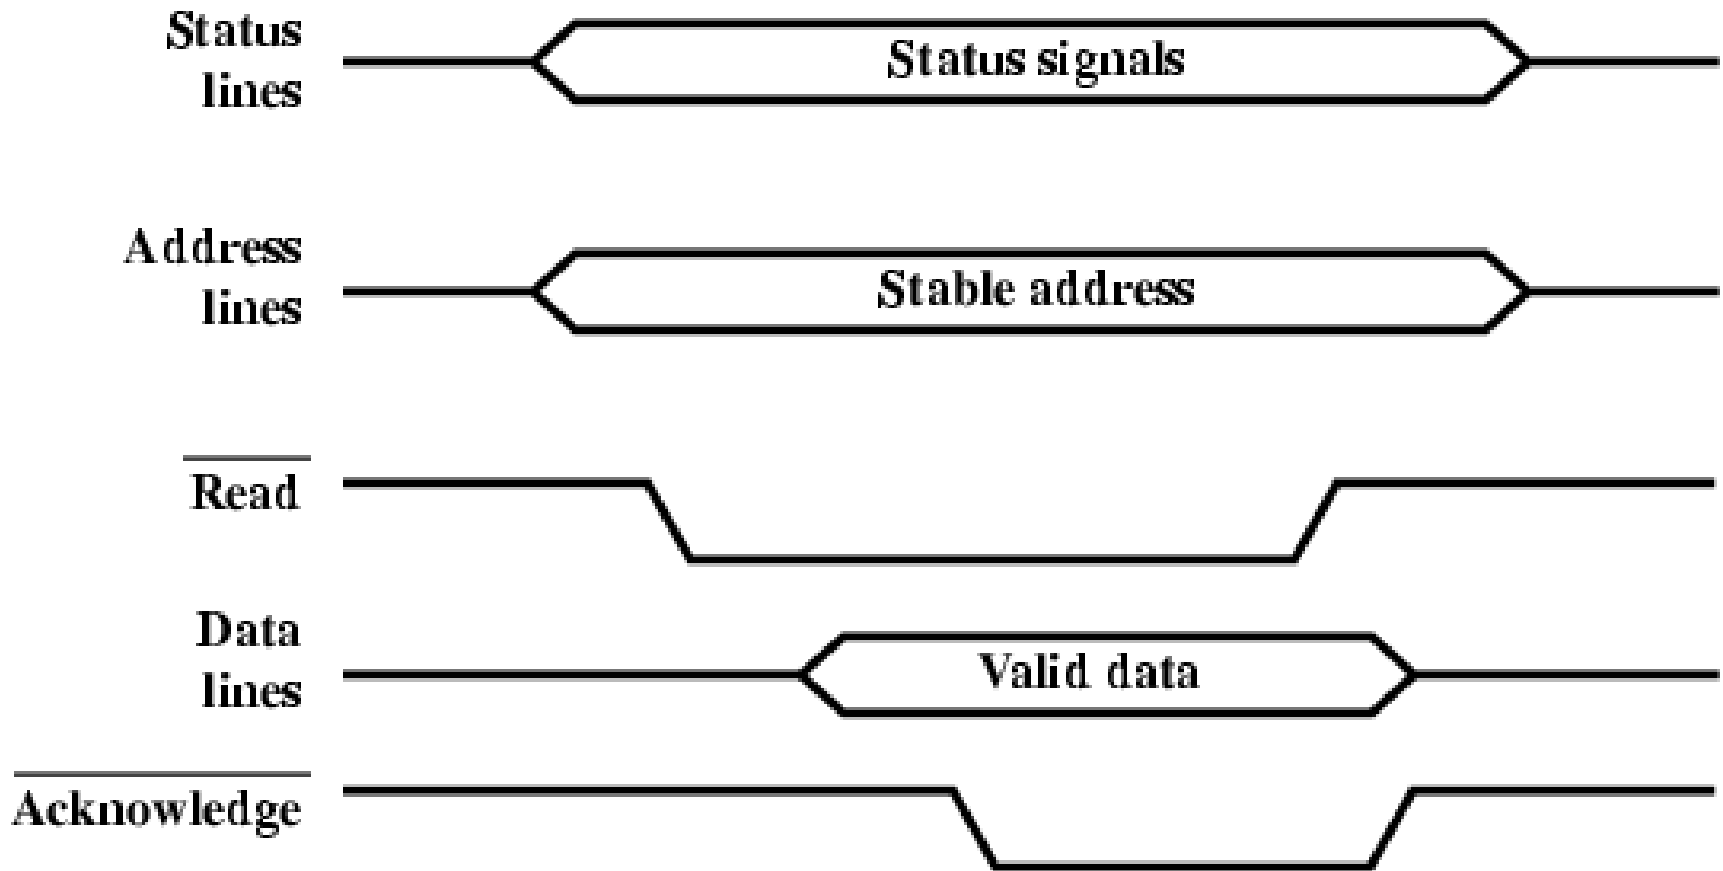 Status
lines
Status signals
Address
lines
Stable address
Read
Data
lines
Valid data
Acknowledge